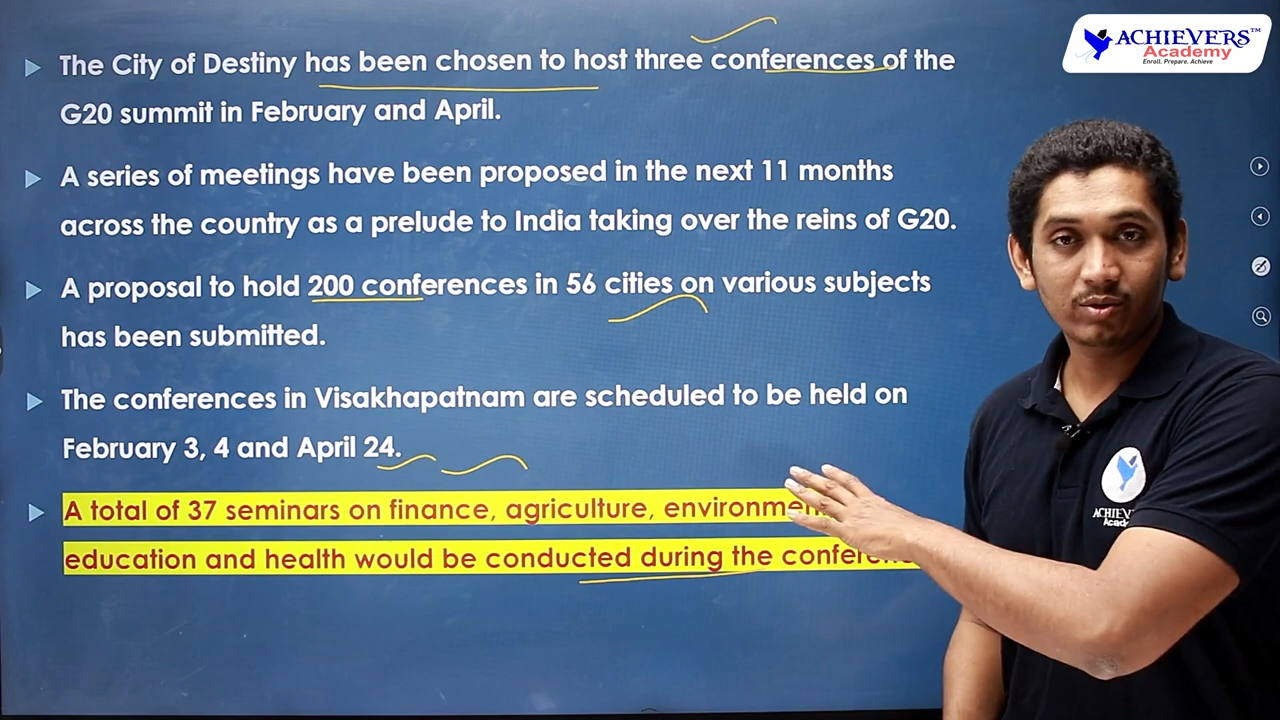 The City of Destiny has been chosen to host three conferences of the
G20 summit in February and April.
A series of meetings have been proposed in the next 11 months
across the country as a prelude to India taking over the reins of G20.
A proposal to hold 200 conferences in 56 cities on various subjects
has been submitted.
The conferences in Visakhapatnam are scheduled to be held on
February 3, 4 and April 24.
A total of 37 seminars on finance, agriculture,
education and health would be conducted during the
ACHIEVERS™
Academy
Enroll. Prepare. Achieve